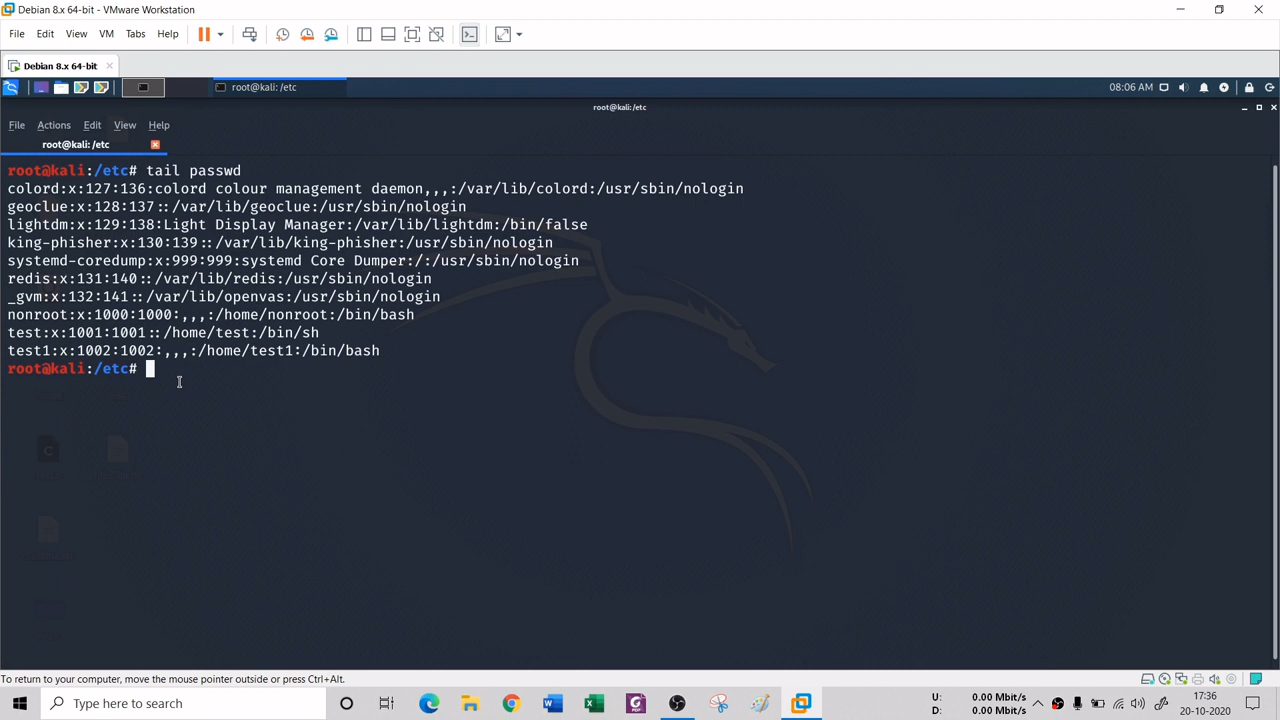 Debian 8.x 64-bit - VMware Workstation
File Edit View VM Tabs Help
Debian 8.x 64-bit
root@kali: /etc
08:06 AM
root@kali: /etc
File Actions Edit View Help
root@kali: /etc
root@kali:/etc# tail passwd
colord:x:127:136:colord colour management daemon,,,:/var/lib/colord:/usr/sbin/nologin
geoclue:x:128:137::/var/lib/geoclue:/usr/sbin/nologin
lightdm:x:129:138:Light Display Manager:/var/lib/lightdm:/bin/false
king-phisher:x:130:139::/var/lib/king-phisher:/usr/sbin/nologin
systemd-coredump:x:999:999:systemd Core Dumper:/:/usr/sbin/nologin
redis:x:131:140::/var/lib/redis:/usr/sbin/nologin
_gvm:x:132:141::/var/lib/openvas:/usr/sbin/nologin
nonroot:x:1000:1000:,,,:/home/nonroot:/bin/bash
test:x:1001:1001::/home/test:/bin/sh
test1:x:1002:1002:,,,:/home/test1:/bin/bash
root@kali:/etc#
To return to your computer, move the mouse pointer outside or press Ctrl+Alt.
Type here to search
U: 0.00 Mbit/s
D: 0.00 Mbit/s
17:36
20-10-2020